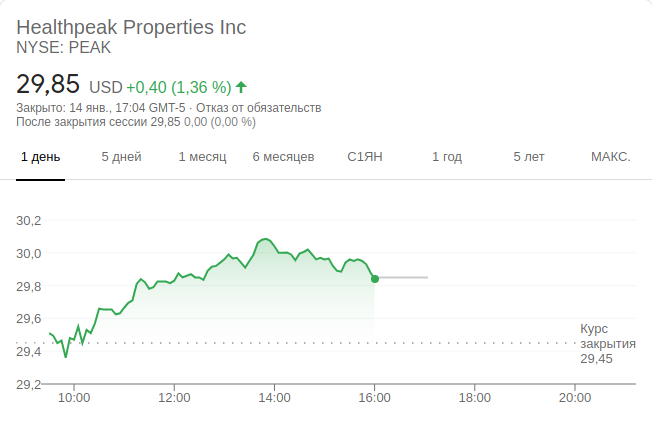 Healthpeak Properties Inc
NYSE: PEAK
29,85 USD +0,40 (1,36 %)
Закрыто: 14 янв., 17:04 GMT-5 · Отказ от обязательств
После закрытия сессии 29,85 0,00 (0,00 %)
1 день 5 дней 1 месяц 6 месяцев С1ЯН 1 год 5 лет МАКС.
30,2
30,0
29,8
29,6
29,4
29,2
Курс
закрытия
29,45
10:00 12:00 14:00 16:00 18:00 20:00